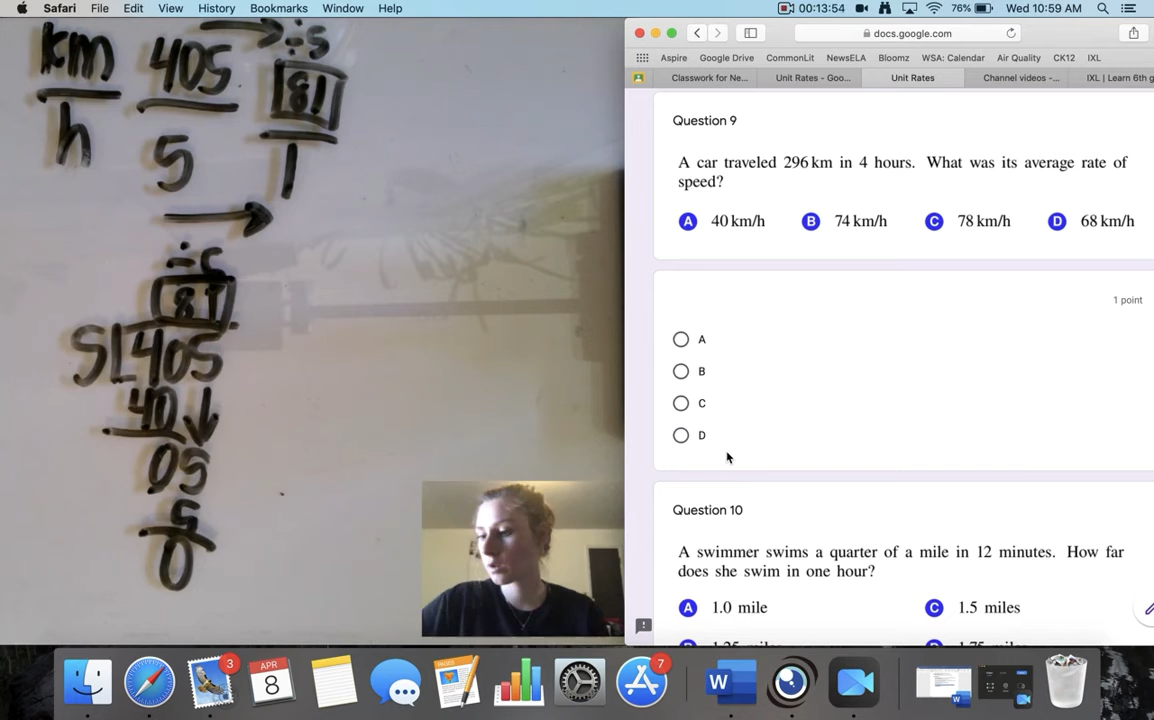 Safari File Edit View History Bookmarks Window Help
00:13:54 76% Wed 10:59 AM
docs.google.com
Aspire Google Drive CommonLit NewsELA Bloomz WSA: Calendar Air Quality CK12 IXL
Classwork for Ne... Unit Rates - Goo... Unit Rates Channel videos -... IXL | Learn 6th g
km 405 ÷5 81
h 5 1
÷5
81
5 405
40
05
5
0
Question 9
A car traveled 296 km in 4 hours. What was its average rate of
speed?
A 40 km/h B 74 km/h C 78 km/h D 68 km/h
1 point
A
B
C
D
Question 10
A swimmer swims a quarter of a mile in 12 minutes. How far
does she swim in one hour?
A 1.0 mile C 1.5 miles
APR
8
3
7
W